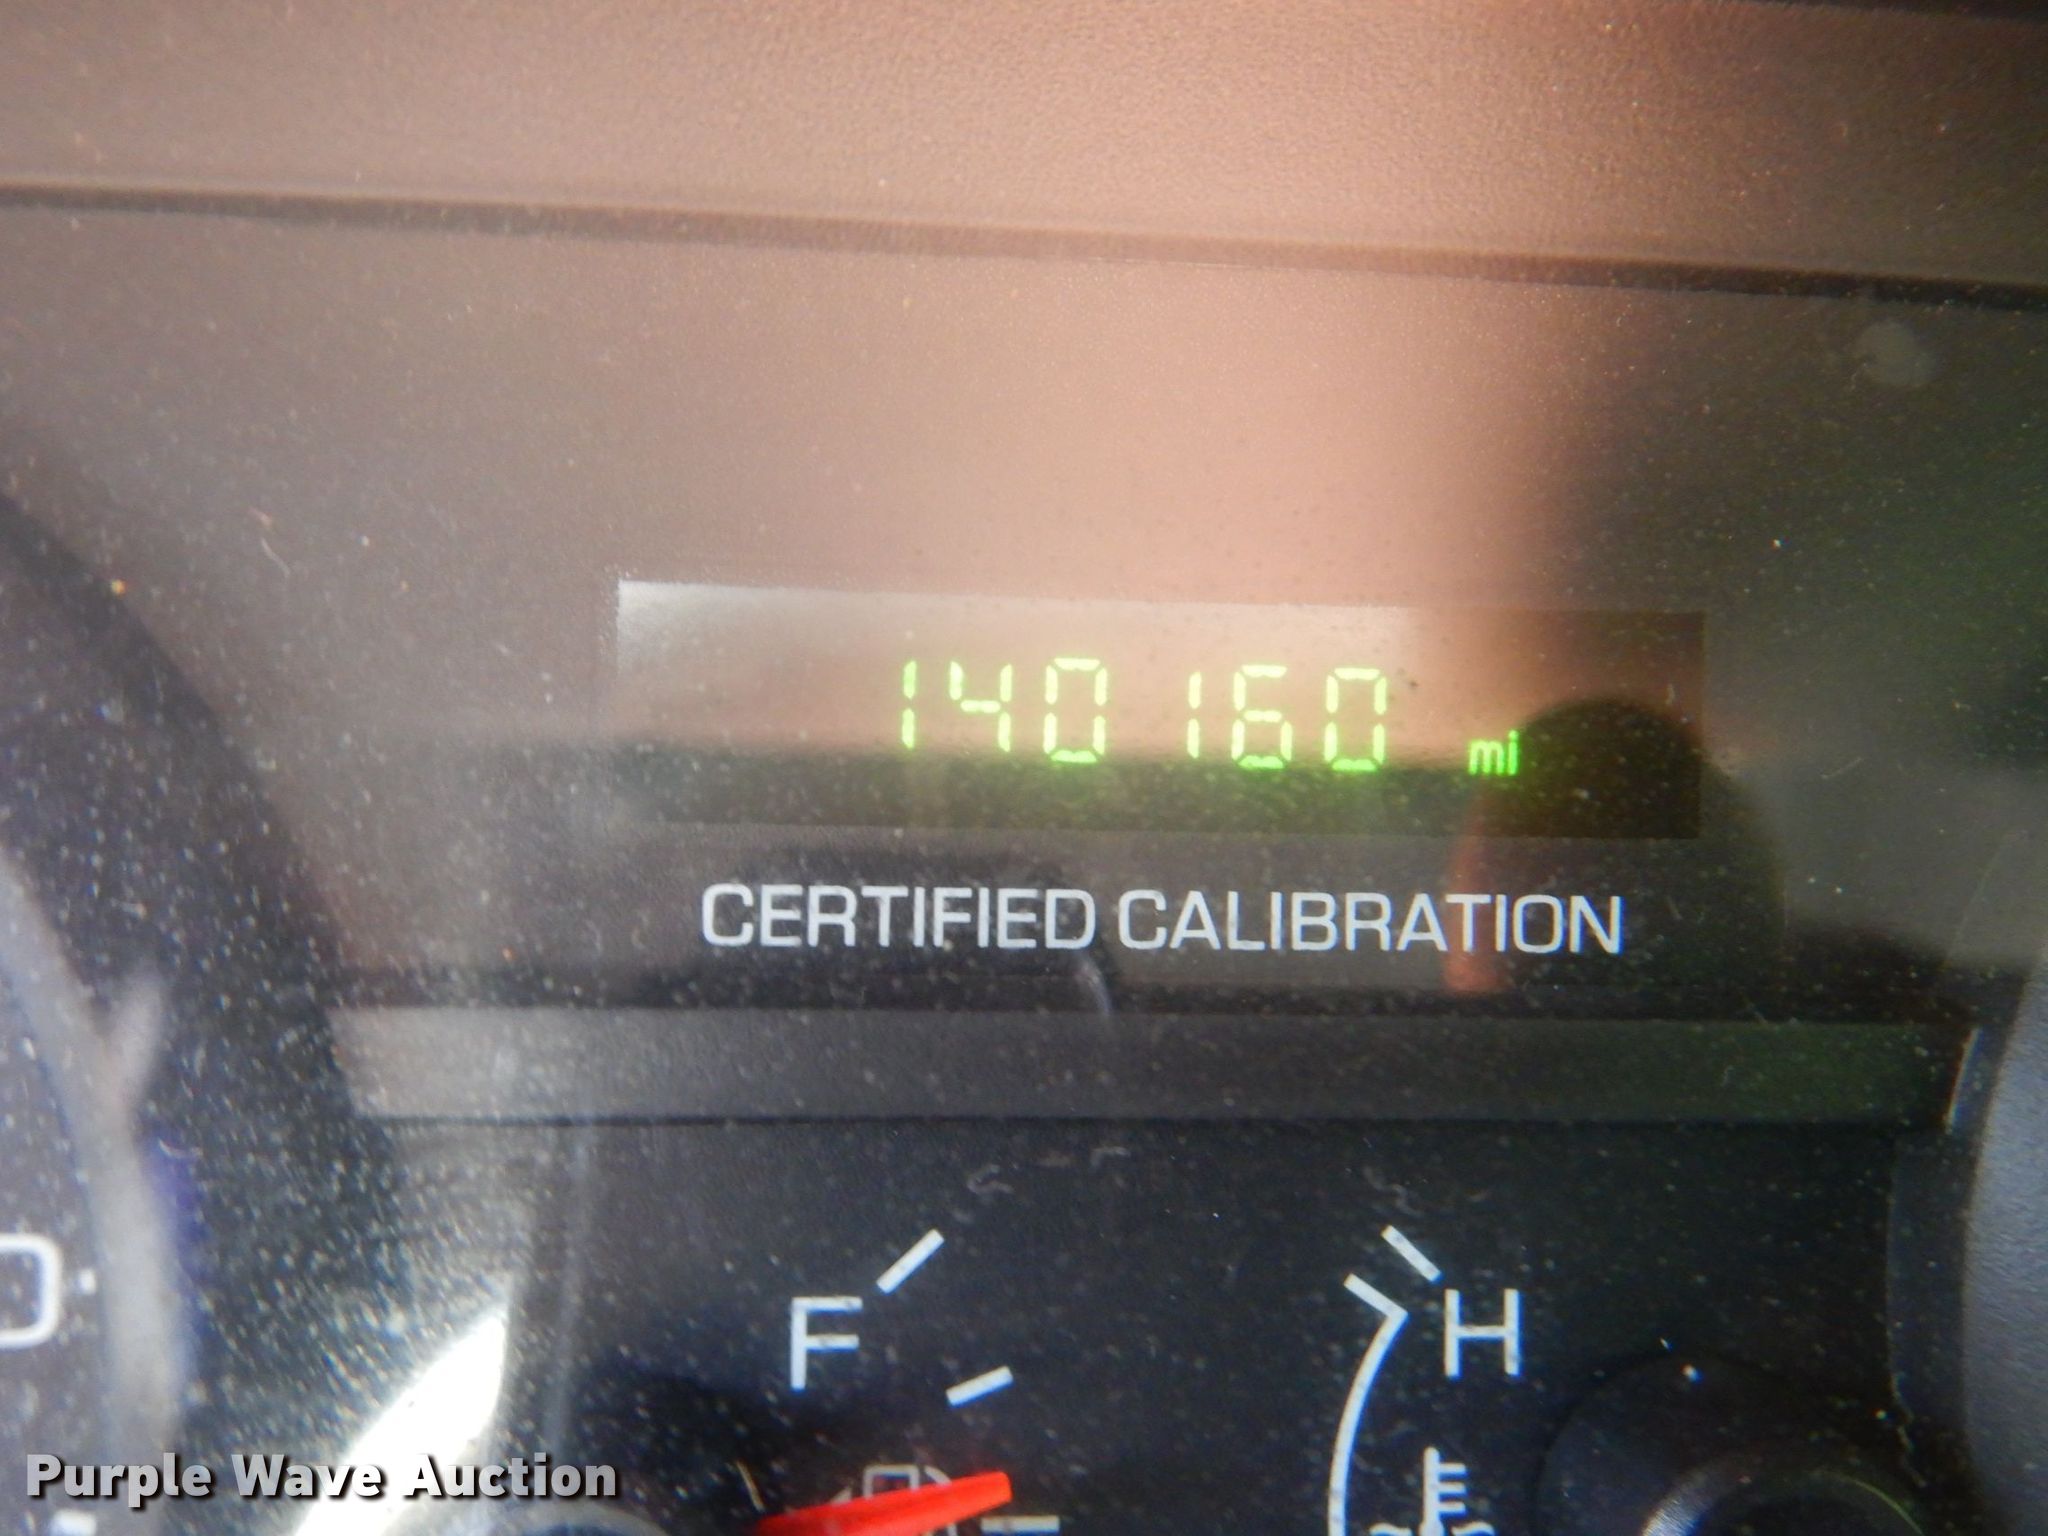 140160 mi
CERTIFIED CALIBRATION
F
H
Purple Wave Auction